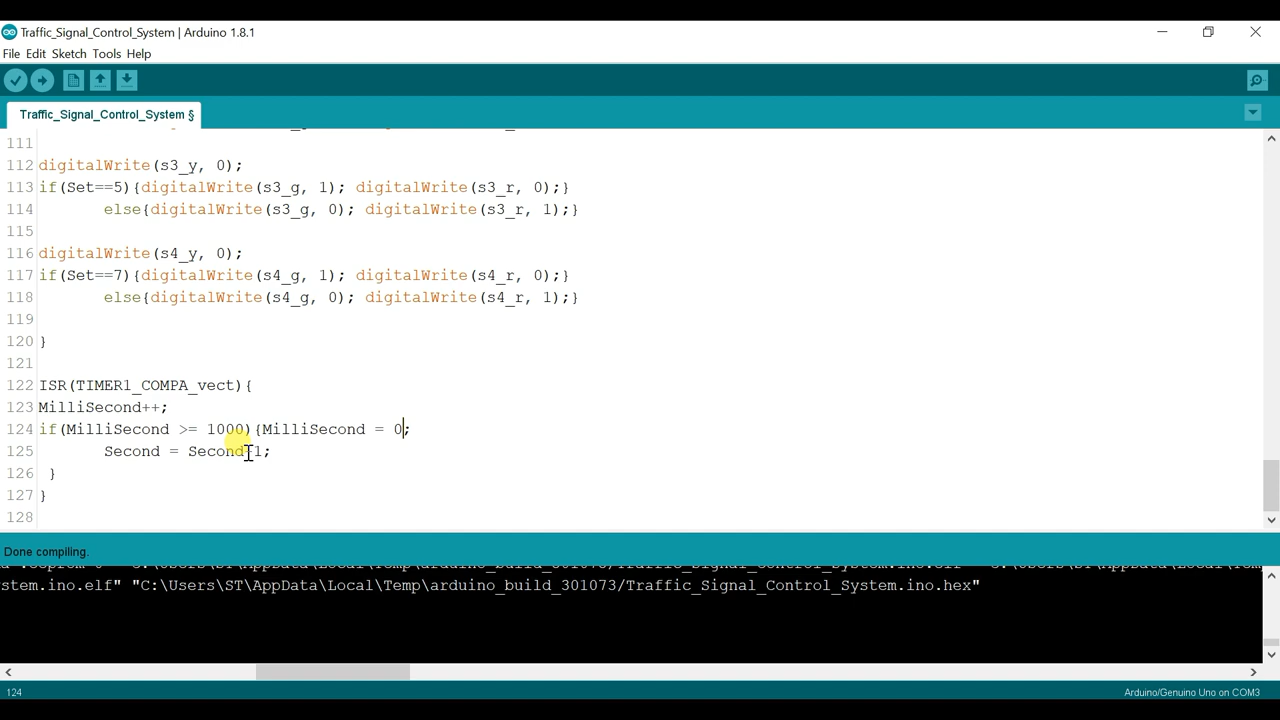 Traffic_Signal_Control_System | Arduino 1.8.1
File Edit Sketch Tools Help
Traffic_Signal_Control_System §
111
112 digitalWrite(s3_y, 0);
113 if(Set==5){digitalWrite(s3_g, 1); digitalWrite(s3_r, 0);}
114 else{digitalWrite(s3_g, 0); digitalWrite(s3_r, 1);}
115
116 digitalWrite(s4_y, 0);
117 if(Set==7){digitalWrite(s4_g, 1); digitalWrite(s4_r, 0);}
118 else{digitalWrite(s4_g, 0); digitalWrite(s4_r, 1);}
119
120 }
121
122 ISR(TIMER1_COMPA_vect){
123 MilliSecond++;
124 if(MilliSecond >= 1000){MilliSecond = 0;
125 Second = Second+1;
126 }
127 }
128
Done compiling.
stem.ino.elf" "C:\Users\ST\AppData\Local\Temp\arduino_build_301073/Traffic_Signal_Control_System.ino.hex"
124
Arduino/Genuino Uno on COM3